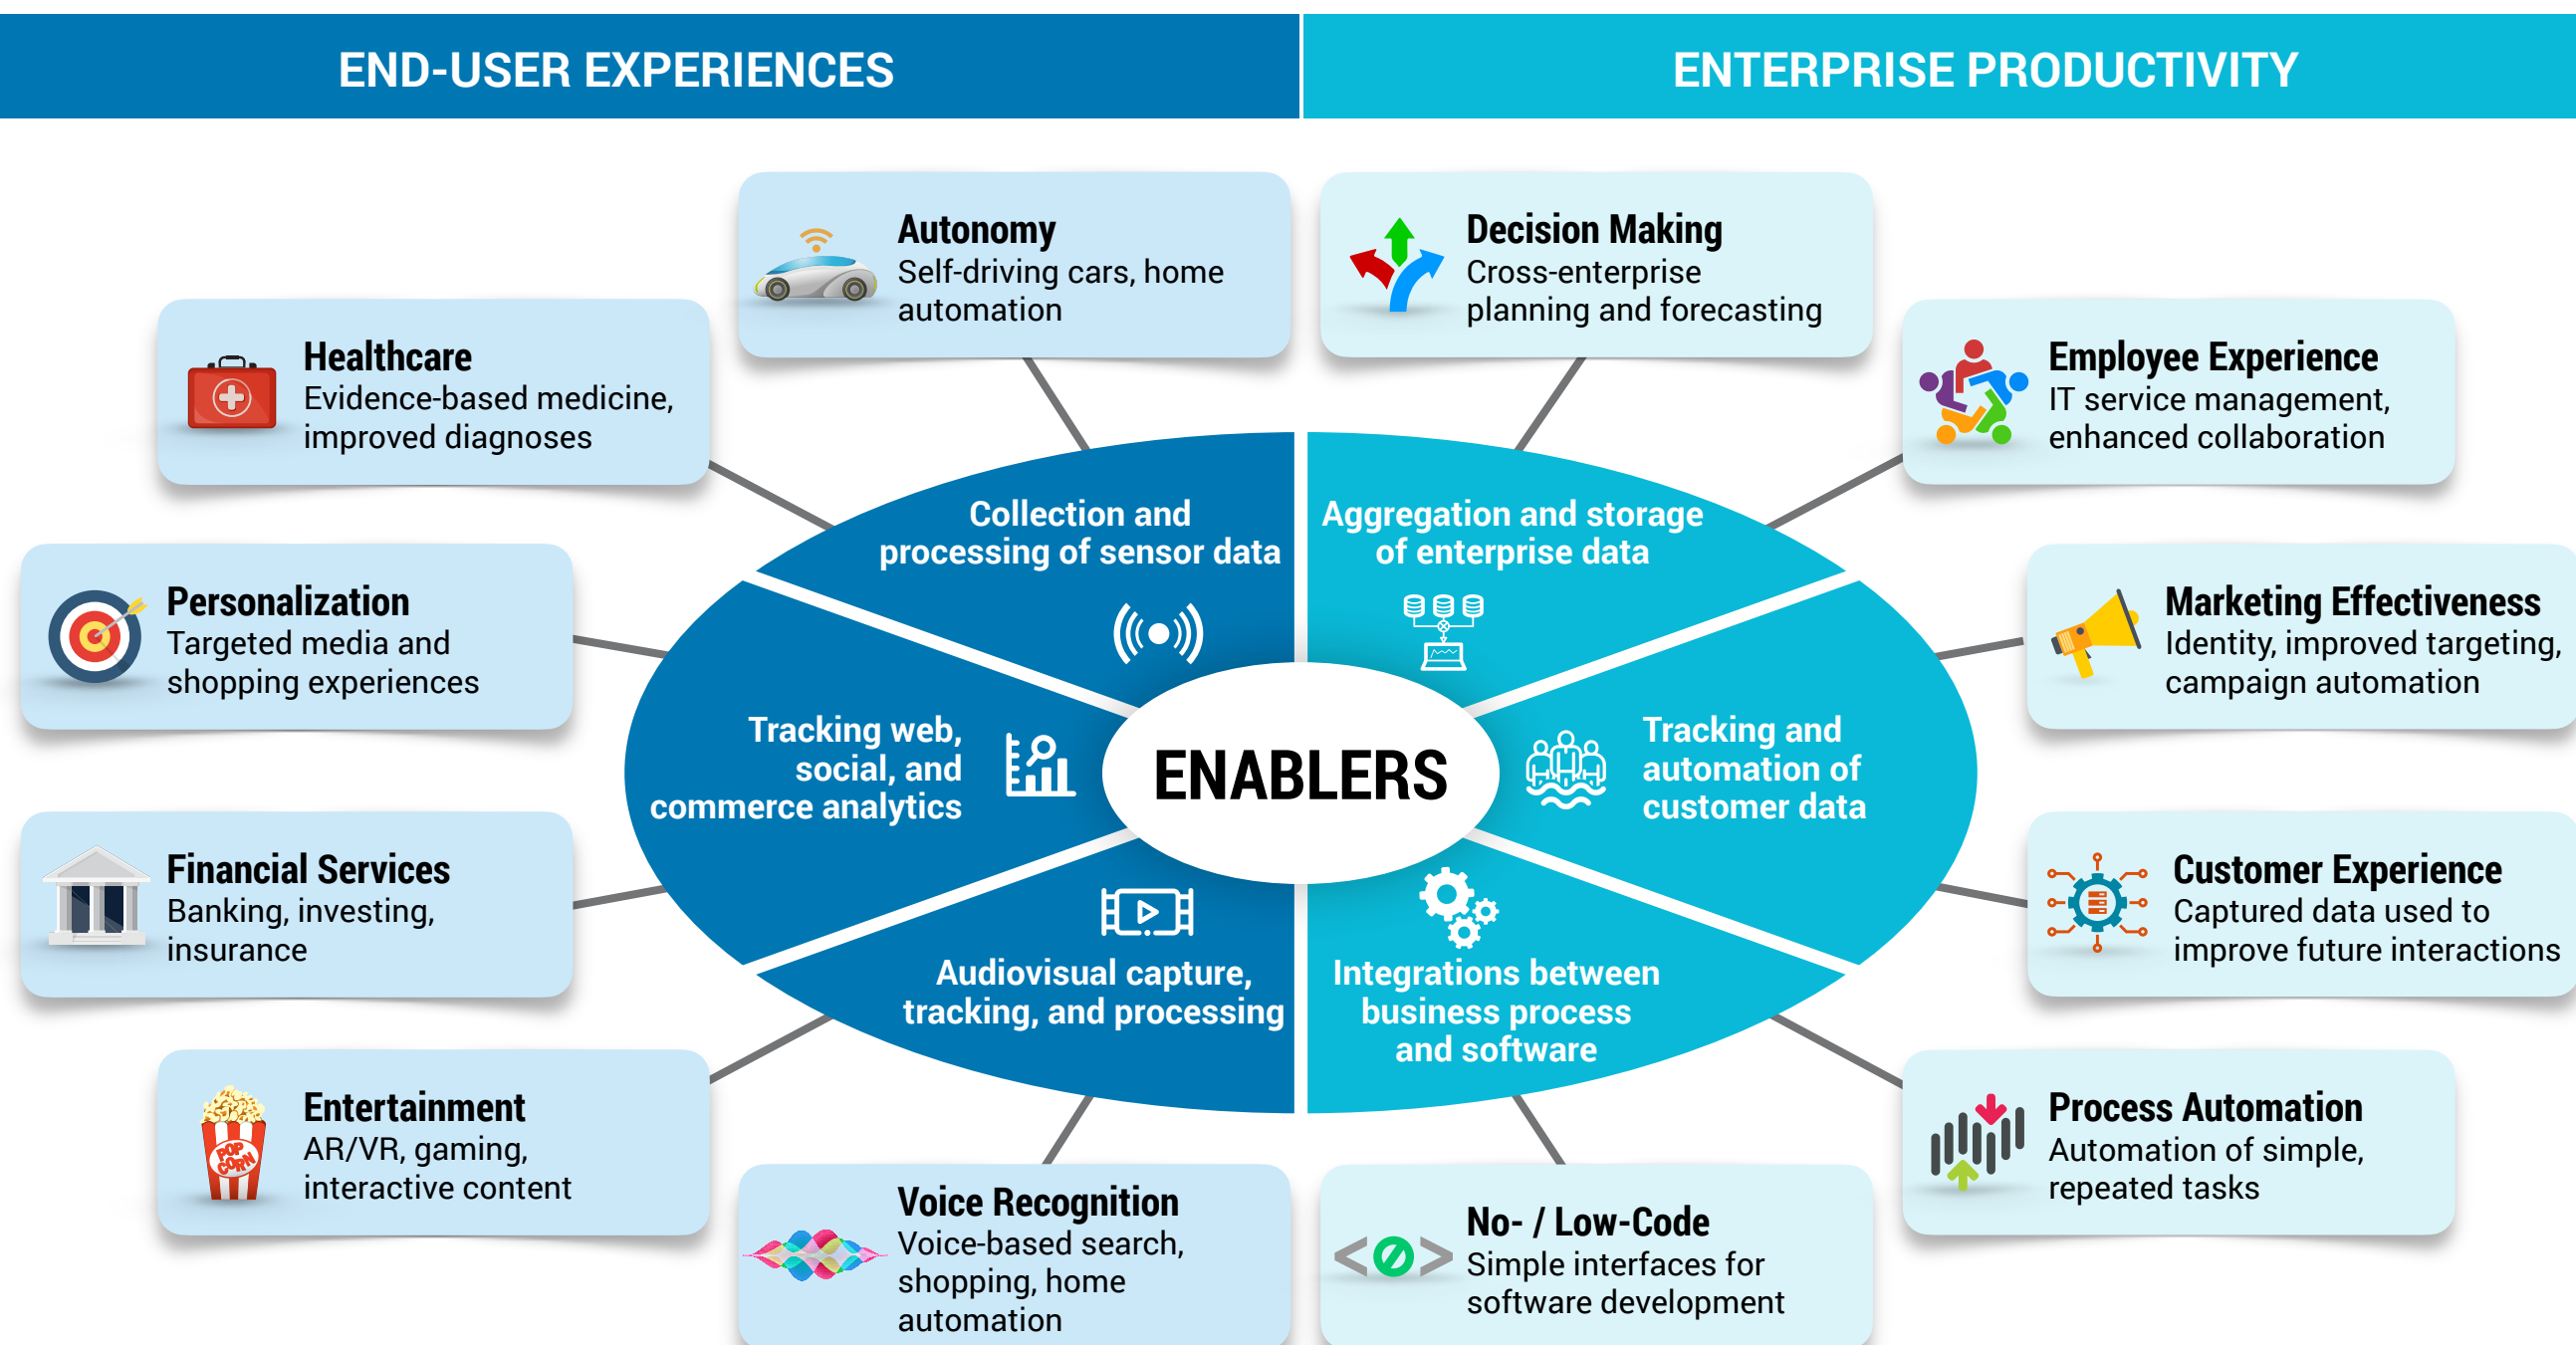 END-USER EXPERIENCES
ENTERPRISE PRODUCTIVITY
Autonomy
Self-driving cars, home
automation
Decision Making
Cross-enterprise
planning and forecasting
Healthcare
Evidence-based medicine,
improved diagnoses
Employee Experience
IT service management,
enhanced collaboration
Collection and
processing of sensor data
Aggregation and storage
of enterprise data
Personalization
Targeted media and
shopping experiences
Marketing Effectiveness
Identity, improved targeting,
campaign automation
Tracking web,
social, and
commerce analytics
ENABLERS
Tracking and
automation of
customer data
Financial Services
Banking, investing,
insurance
Customer Experience
Captured data used to
improve future interactions
Audiovisual capture,
tracking, and processing
Integrations between
business process
and software
Entertainment
AR/VR, gaming,
interactive content
POP
CORN
Process Automation
Automation of simple,
repeated tasks
Voice Recognition
Voice-based search,
shopping, home
automation
No- / Low-Code
Simple interfaces for
software development